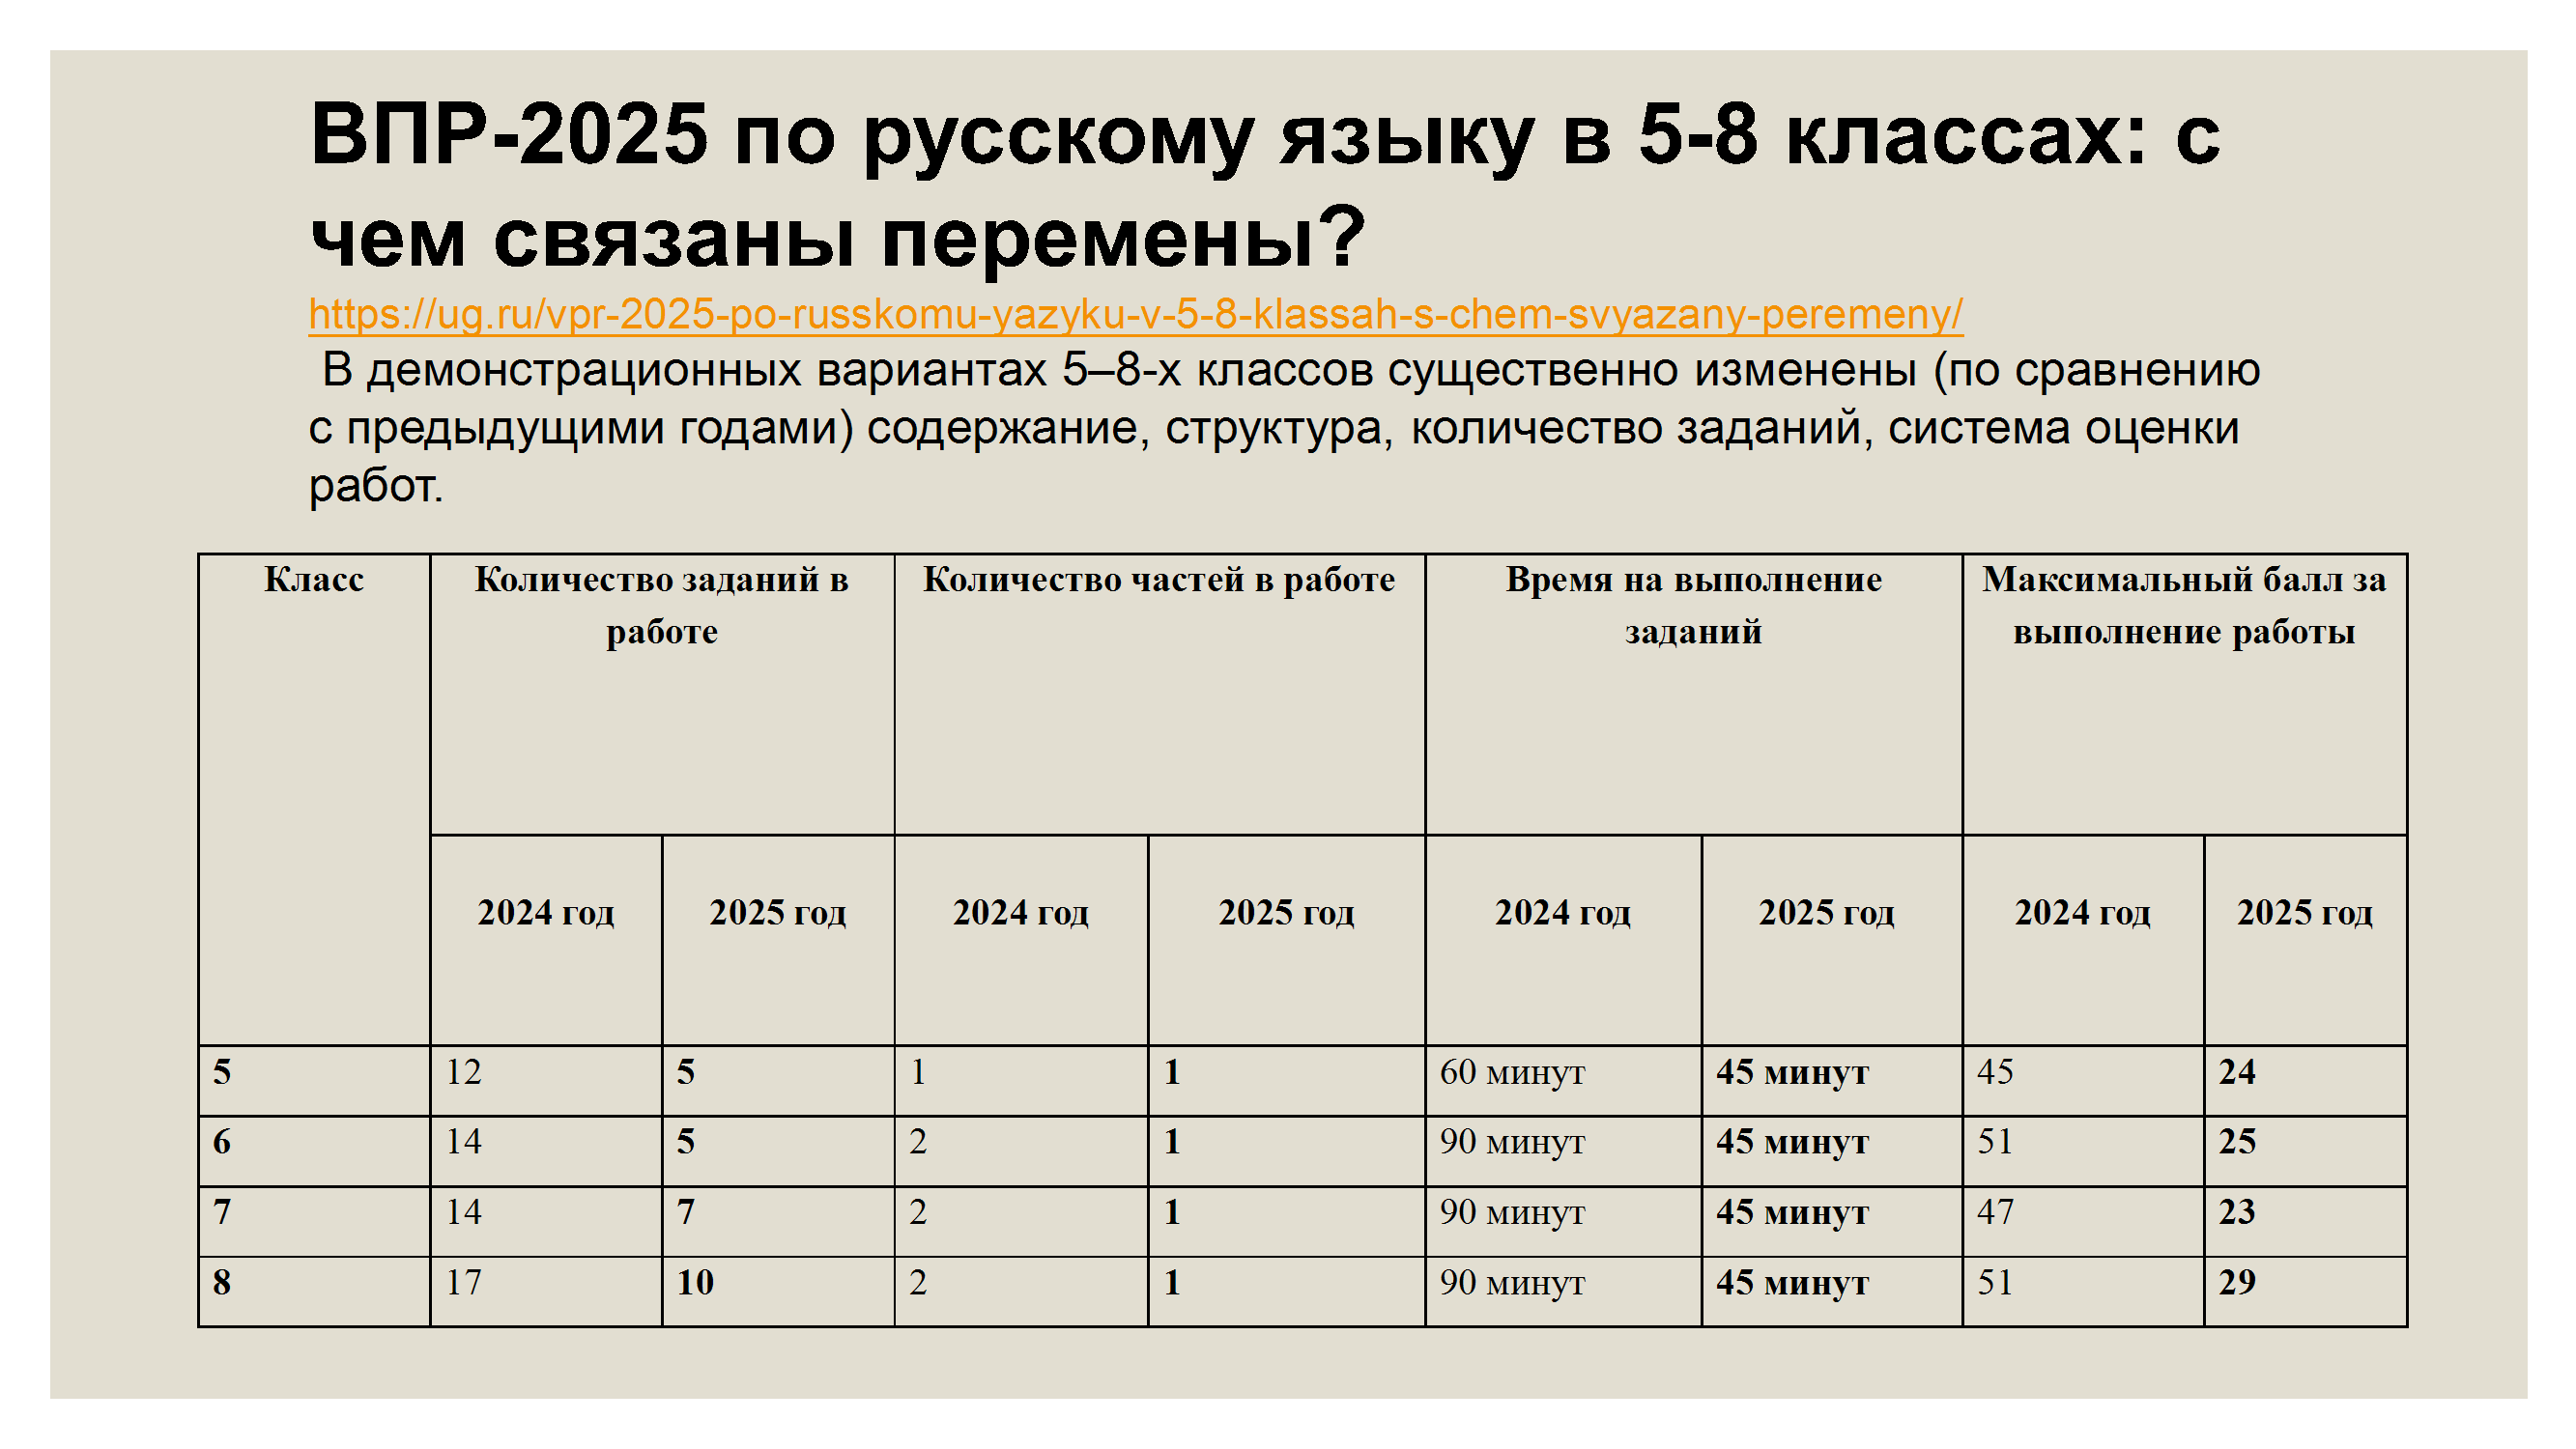 ВПР-2025 по русскому языку в 5-8 классах: с
чем связаны перемены?
https://ug.ru/vpr-2025-po-russkomu-yazyku-v-5-8-klassah-s-chem-svyazany-peremeny/
В демонстрационных вариантах 5–8-х классов существенно изменены (по сравнению
с предыдущими годами) содержание, структура, количество заданий, система оценки
работ.
Класс Количество заданий в Количество частей в работе Время на выполнение Максимальный балл за
работе заданий выполнение работы
2024 год 2025 год 2024 год 2025 год 2024 год 2025 год 2024 год 2025 год
5 12 5 1 1 60 минут 45 минут 45 24
6 14 5 2 1 90 минут 45 минут 51 25
7 14 7 2 1 90 минут 45 минут 47 23
8 17 10 2 1 90 минут 45 минут 51 29